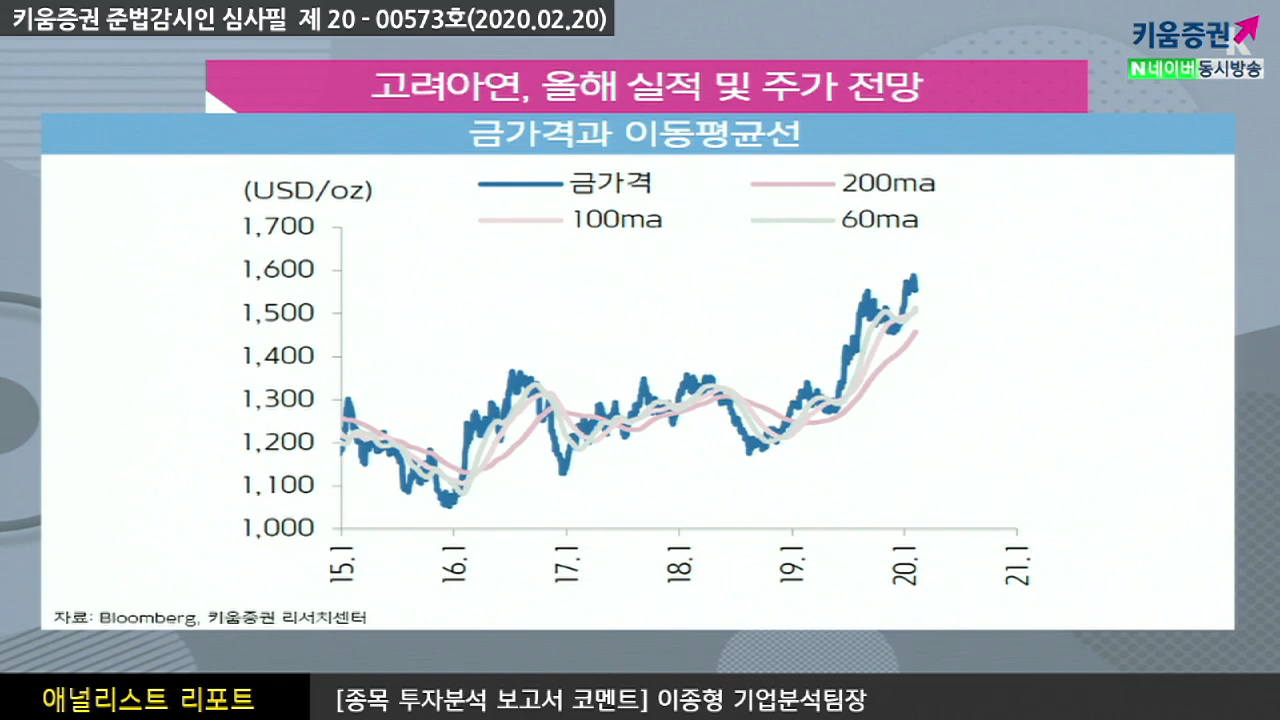 키움증권 준법감시인 심사필 제 20 - 00573호(2020.02.20)
키움증권
N 네이버 동시방송
고려아연, 올해 실적 및 주가 전망
금가격과 이동평균선
(USD/oz)
금가격
200ma
100ma
60ma
1,700
1,600
1,500
1,400
1,300
1,200
1,100
1,000
15.1
16.1
17.1
18.1
19.1
20.1
21.1
자료: Bloomberg, 키움증권 리서치센터
애널리스트 리포트
[종목 투자분석 보고서 코멘트] 이종형 기업분석팀장